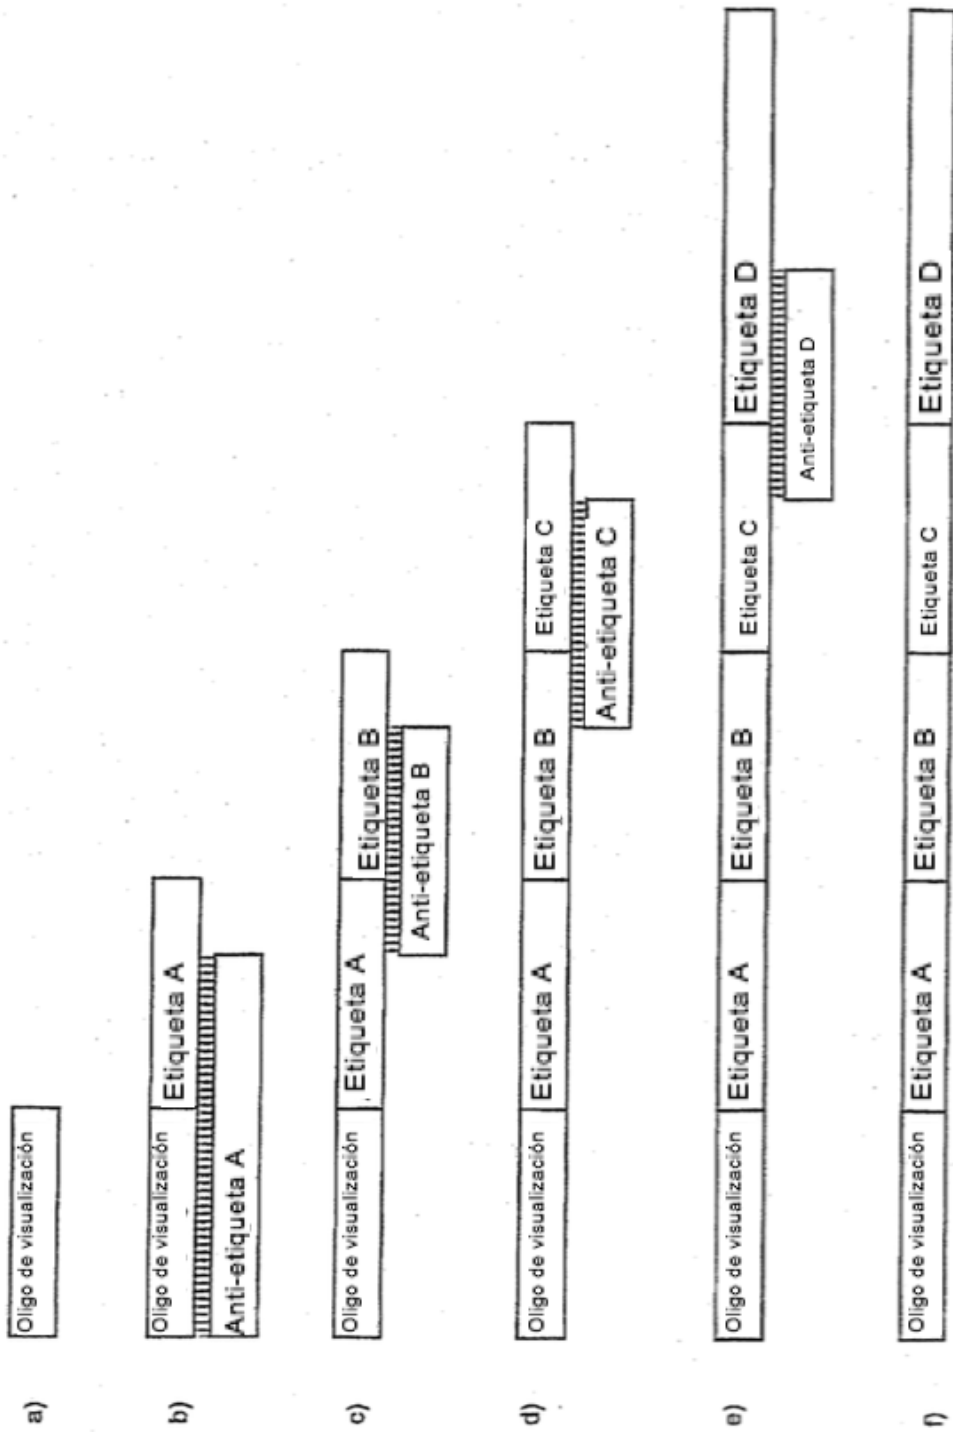 a)
Oligo de visualización
b)
Oligo de visualización Etiqueta A
Anti-etiqueta A
c)
Oligo de visualización Etiqueta A Etiqueta B
Anti-etiqueta B
d)
Oligo de visualización Etiqueta A Etiqueta B Etiqueta C
Anti-etiqueta C
e)
Oligo de visualización Etiqueta A Etiqueta B Etiqueta C Etiqueta D
Anti-etiqueta D
f)
Oligo de visualización Etiqueta A Etiqueta B Etiqueta C Etiqueta D